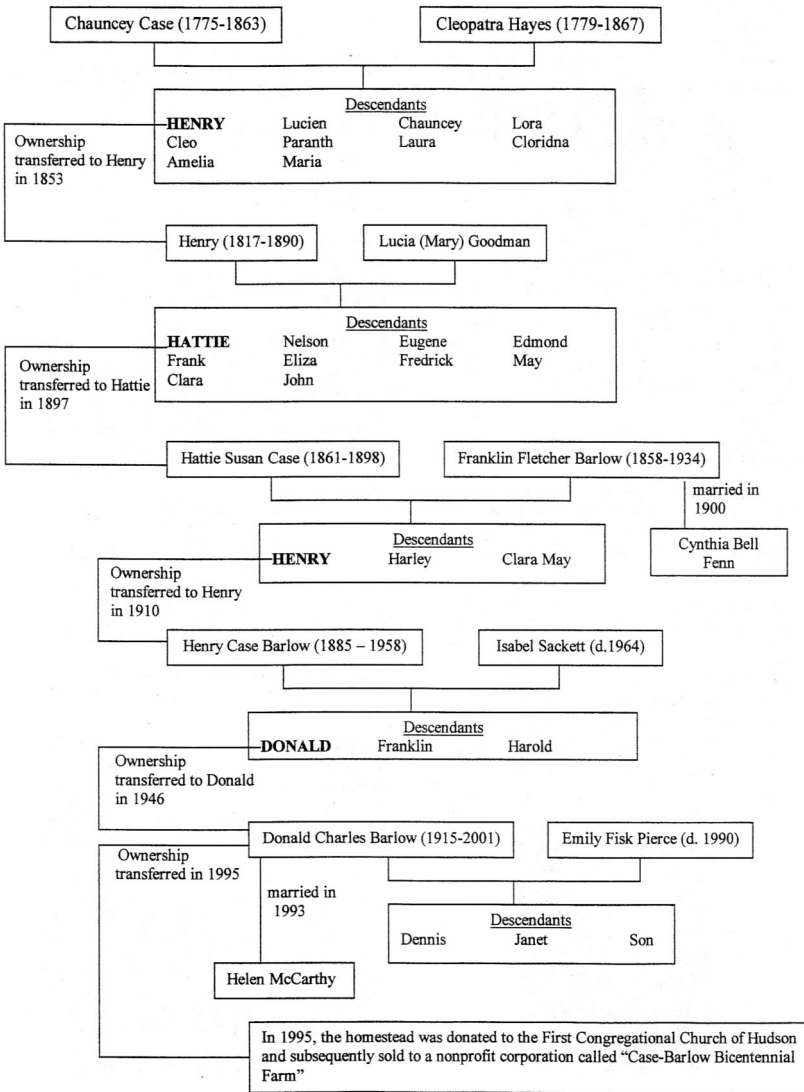 Chauncey Case (1775-1863)
Cleopatra Hayes (1779-1867)
Descendants
HENRY Lucien Chauncey Lora
Cleo Paranth Laura Cloridna
Amelia Maria
Ownership
transferred to Henry
in 1853
Henry (1817-1890)
Lucia (Mary) Goodman
Descendants
HATTIE Nelson Eugene Edmond
Frank Eliza Fredrick May
Clara John
Ownership
transferred to Hattie
in 1897
Hattie Susan Case (1861-1898)
Franklin Fletcher Barlow (1858-1934)
married in
1900
Cynthia Bell
Fenn
Descendants
HENRY Harley Clara May
Ownership
transferred to Henry
in 1910
Henry Case Barlow (1885 – 1958)
Isabel Sackett (d.1964)
Descendants
DONALD Franklin Harold
Ownership
transferred to Donald
in 1946
Donald Charles Barlow (1915-2001)
Emily Fisk Pierce (d. 1990)
Ownership
transferred in 1995
married in
1993
Descendants
Dennis Janet Son
Helen McCarthy
In 1995, the homestead was donated to the First Congregational Church of Hudson
and subsequently sold to a nonprofit corporation called “Case-Barlow Bicentennial
Farm”